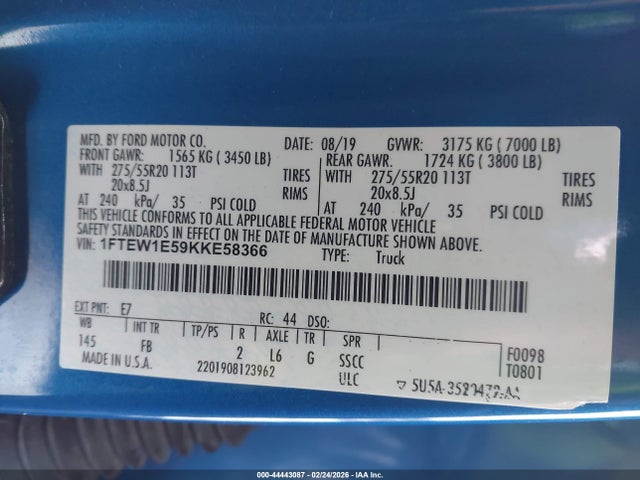 MFD. BY FORD MOTOR CO. DATE: 08/19 GVWR: 3175 KG ( 7000 LB)
FRONT GAWR: 1565 KG ( 3450 LB) REAR GAWR: 1724 KG ( 3800 LB)
WITH 275/55R20 113T TIRES WITH 275/55R20 113T TIRES
20x8.5J RIMS 20x8.5J RIMS
AT 240 kPa/ 35 PSI COLD AT 240 kPa/ 35 PSI COLD
THIS VEHICLE CONFORMS TO ALL APPLICABLE FEDERAL MOTOR VEHICLE
SAFETY STANDARDS IN EFFECT ON THE DATE OF MANUFACTURE SHOWN ABOVE.
VIN: 1FTEW1E59KKE58366 TYPE: Truck
EXT PNT: E7 RC: 44 DSO:
WB INT TR TP/PS R AXLE TR SPR F0098
145 FB 2 L6 G SSCC T0801
MADE IN U.S.A. 2201908123962 ULC
000-44443087 - 02/24/2026 - IAA Inc.